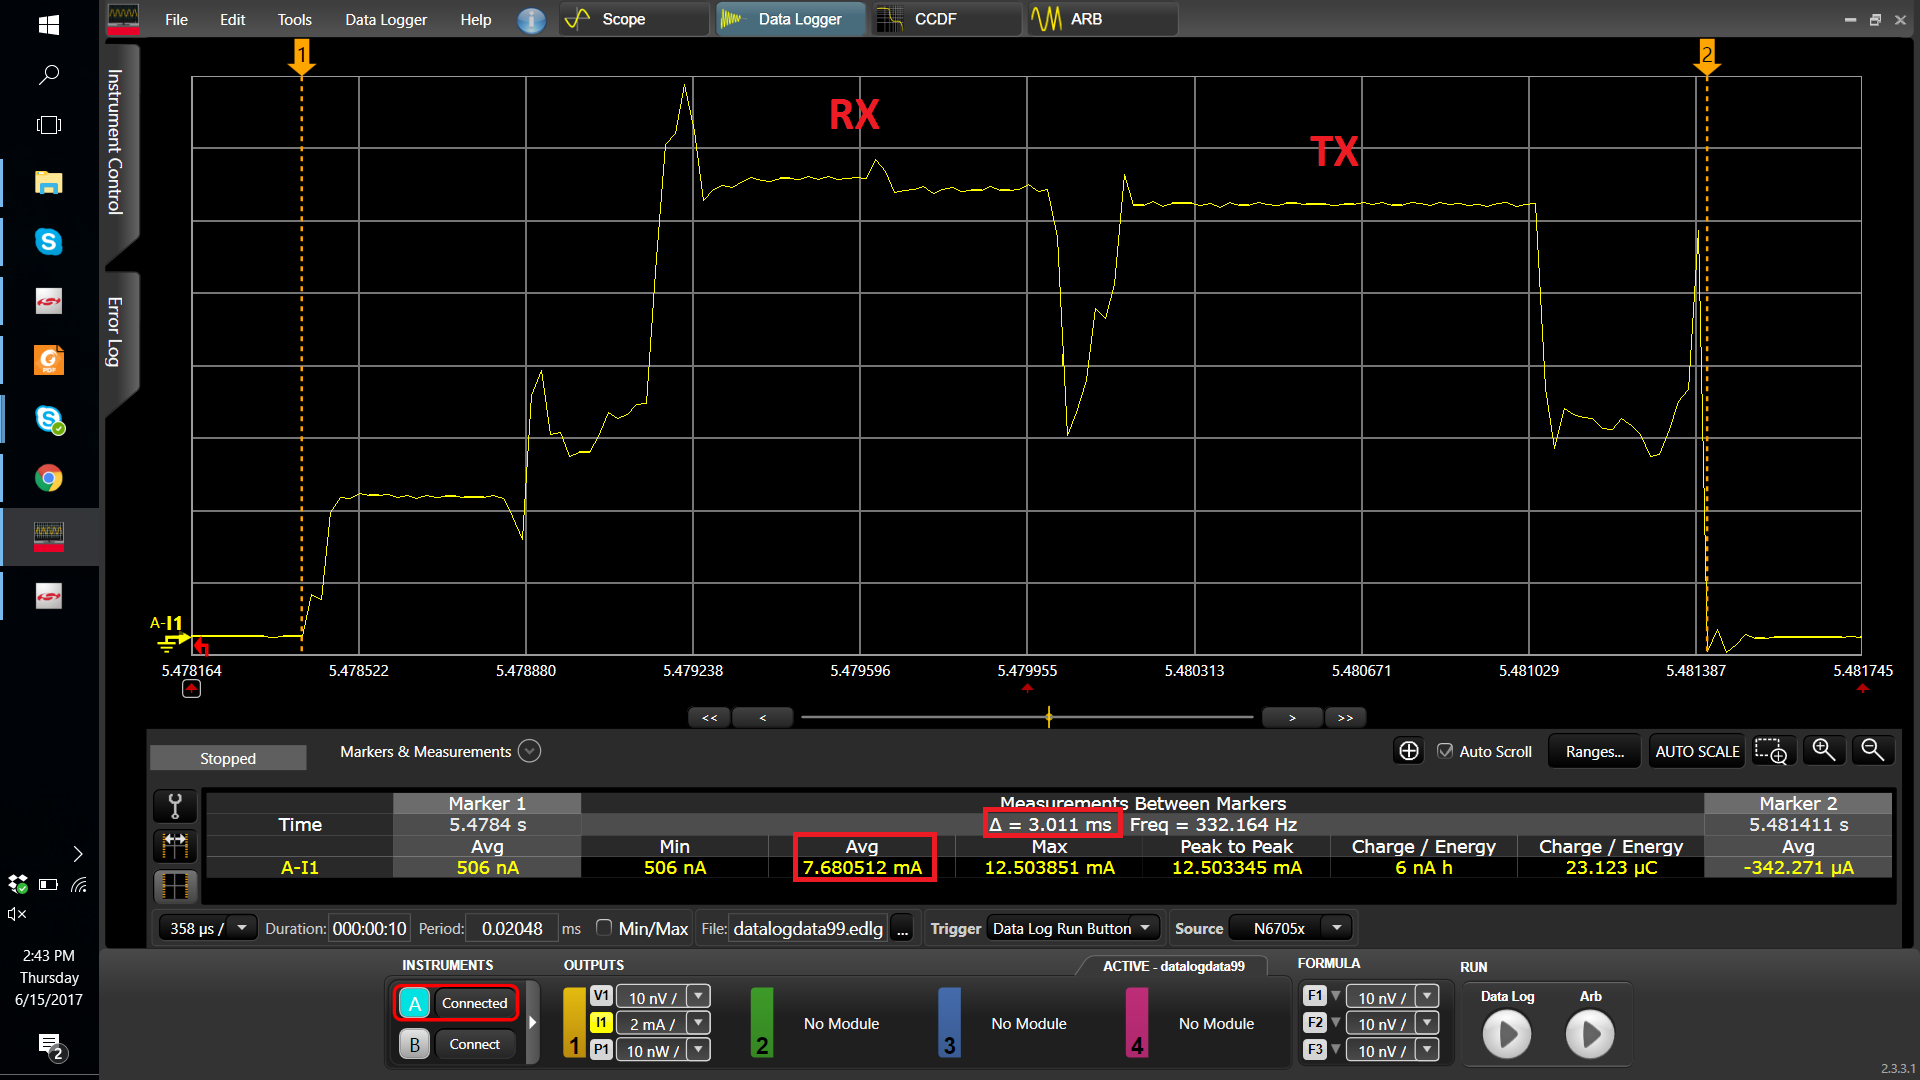 File Edit Tools Data Logger Help Scope Data Logger CCDF ARB
1 2
Instrument Control
Error Log
RX
TX
A-I1
5.478164 5.478522 5.478880 5.479238 5.479596 5.479955 5.480313 5.480671 5.481029 5.481387 5.481745
<< < > >>
Stopped Markers & Measurements Auto Scroll Ranges... AUTO SCALE
Marker 1 Measurements Between Markers Marker 2
Time 5.4784 s Δ = 3.011 ms Freq = 332.164 Hz 5.481411 s
Avg Min Avg Max Peak to Peak Charge / Energy Charge / Energy Avg
A-I1 506 nA 506 nA 7.680512 mA 12.503851 mA 12.503345 mA 6 nA h 23.123 µC -342.271 µA
358 µs / Duration: 000:00:10 Period: 0.02048 ms Min/Max File: datalogdata99.edlg ... Trigger Data Log Run Button Source N6705x
INSTRUMENTS OUTPUTS ACTIVE - datalogdata99 FORMULA RUN
A Connected
B Connect
1 V1 10 nV /
I1 2 mA /
P1 10 nW /
2 No Module
3 No Module
4 No Module
F1 10 nV /
F2 10 nV /
F3 10 nV /
Data Log Arb
2.3.3.1
S
PDF
S
2:43 PM
Thursday
6/15/2017
2